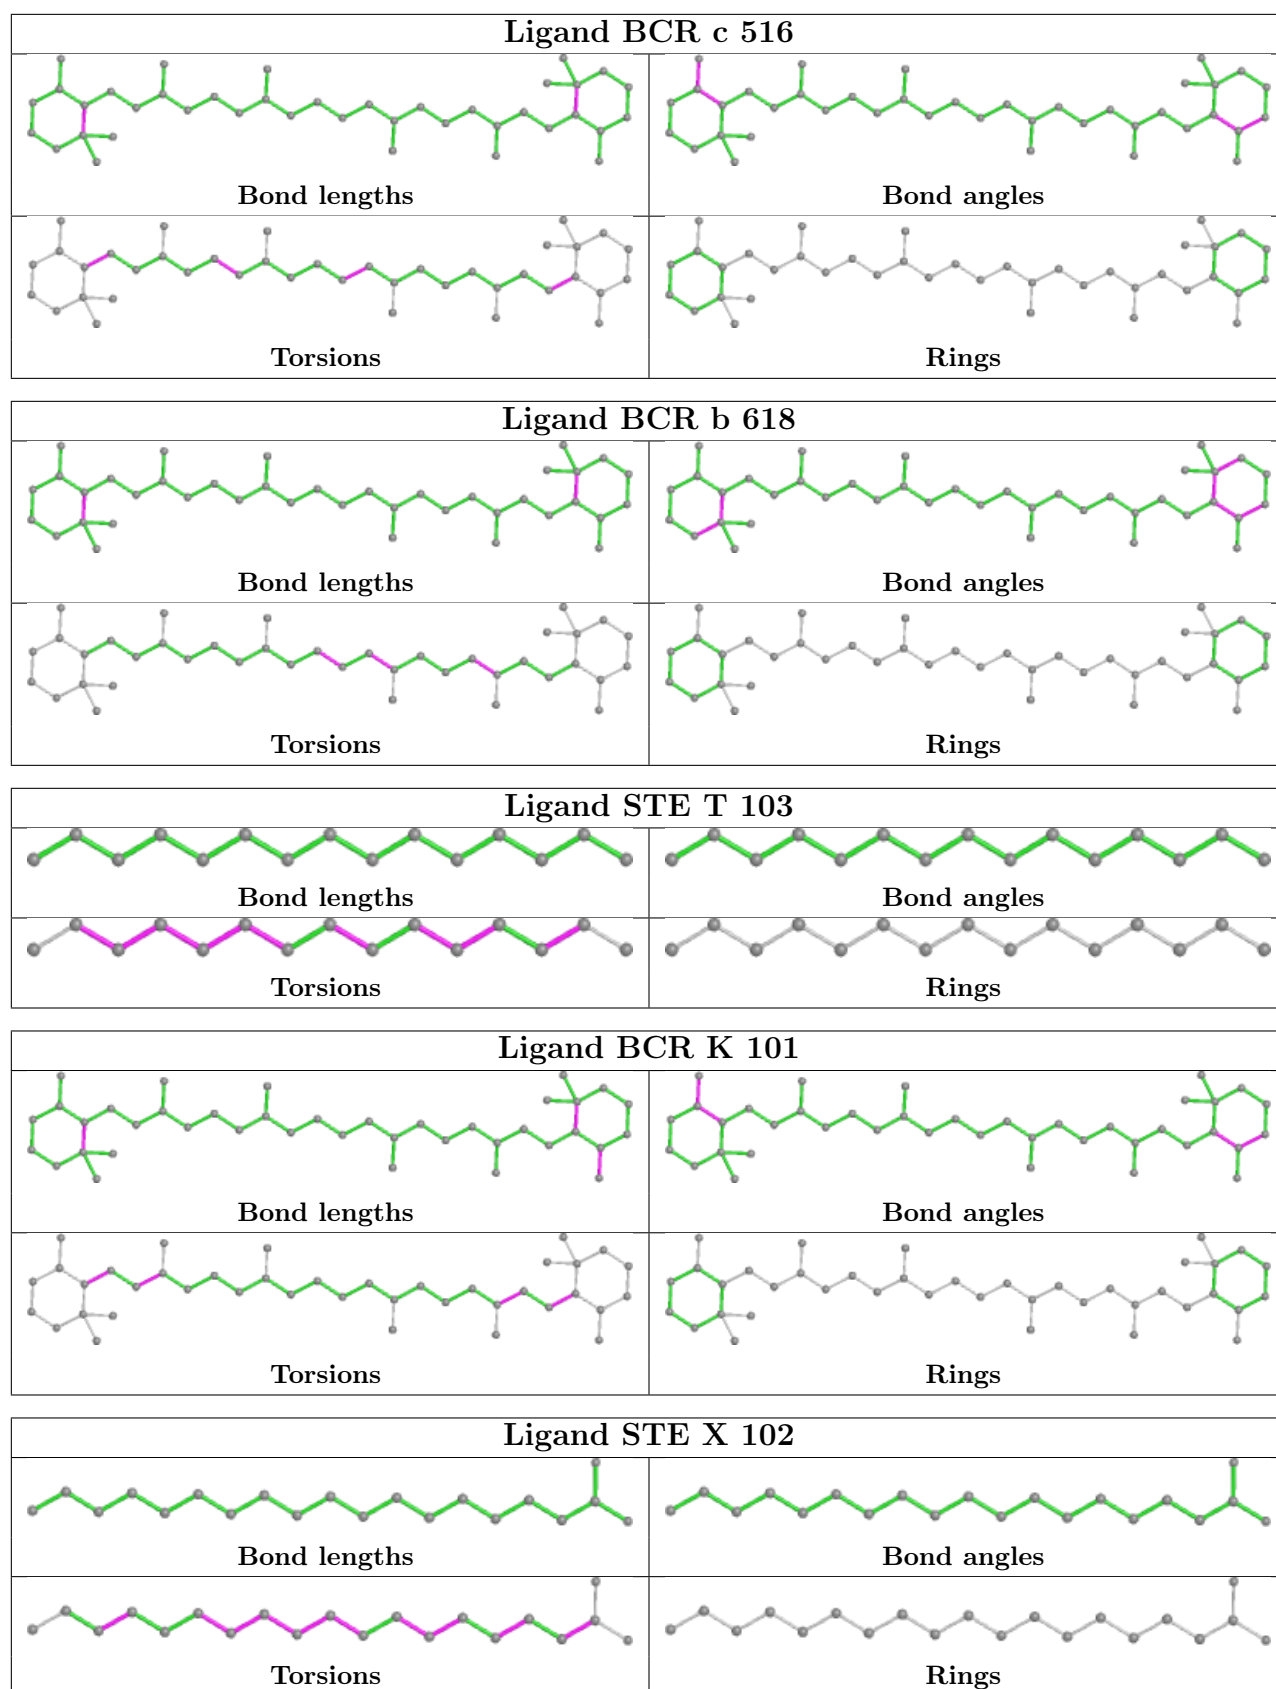 Ligand BCR c 516
Bond lengths
Bond angles
Torsions
Rings
Ligand BCR b 618
Bond lengths
Bond angles
Torsions
Rings
Ligand STE T 103
Bond lengths
Bond angles
Torsions
Rings
Ligand BCR K 101
Bond lengths
Bond angles
Torsions
Rings
Ligand STE X 102
Bond lengths
Bond angles
Torsions
Rings